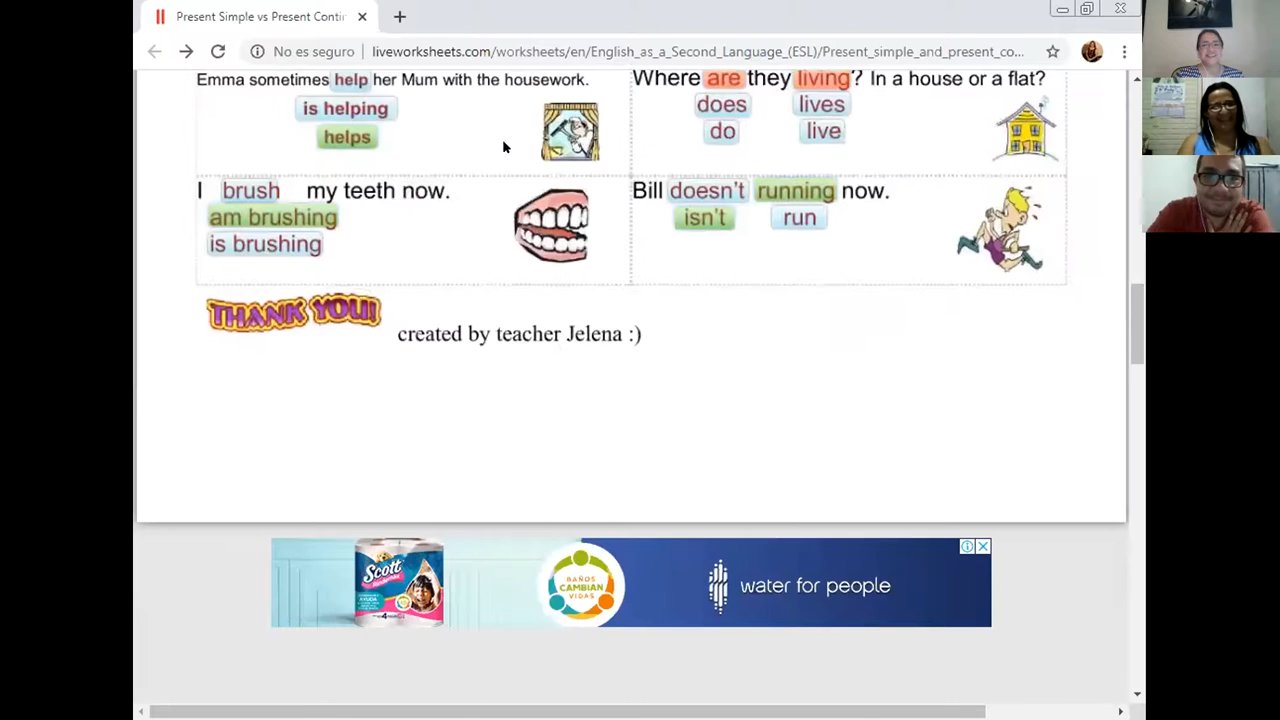 Present Simple vs Present Conti
No es seguro
liveworksheets.com/worksheets/en/English_as_a_Second_Language_(ESL)/Present_simple_and_present_co...
Emma sometimes help her Mum with the housework.
is helping
helps
Where are they living? In a house or a flat?
does lives
do live
I brush my teeth now.
am brushing
is brushing
Bill doesn't running now.
isn't run
THANK YOU!
created by teacher Jelena :)
Scott
BAÑOS
CAMBIAN
VIDAS
water for people